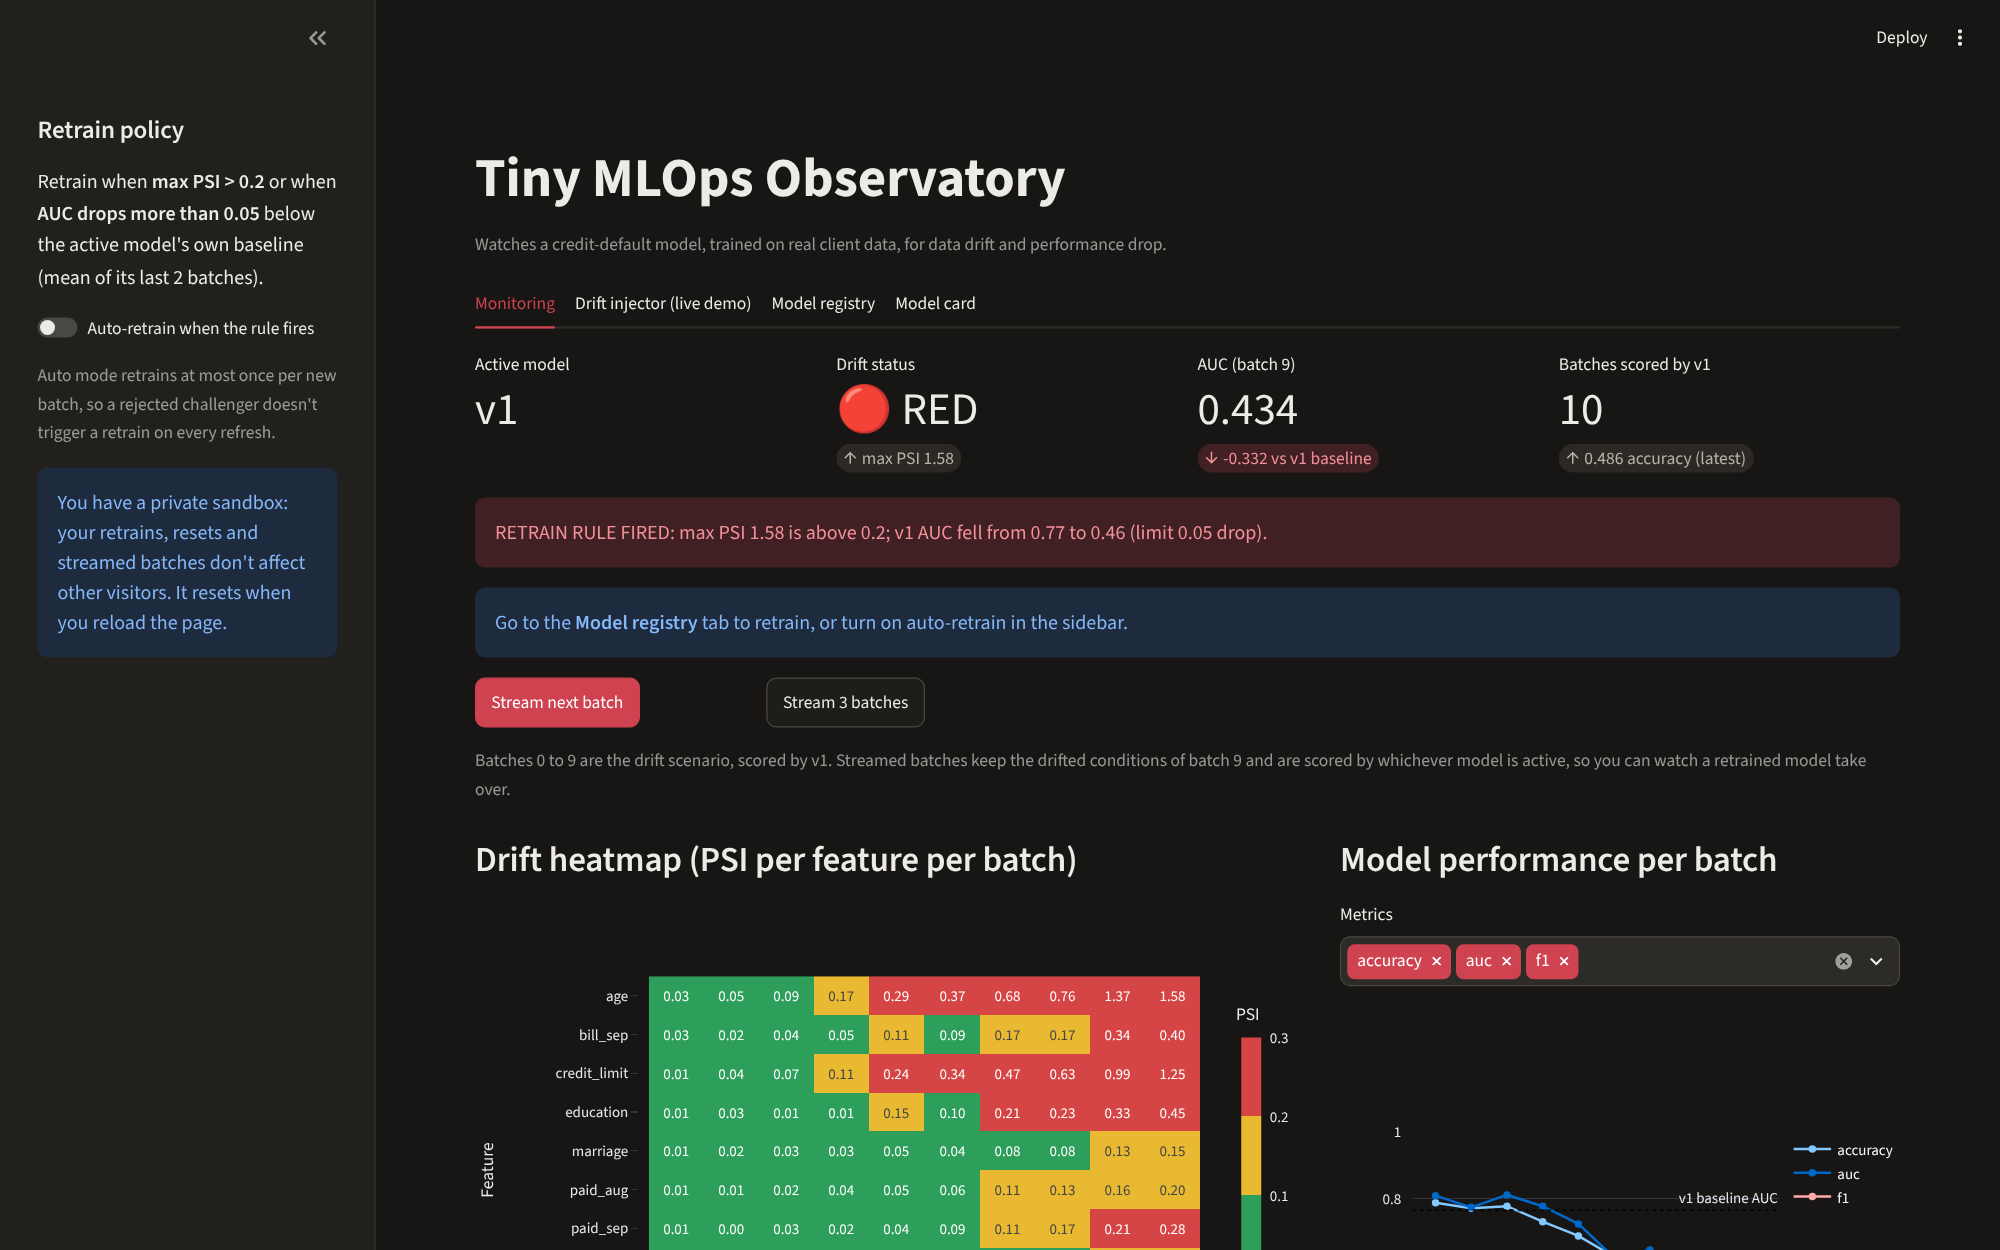 Deploy
Retrain policy
Retrain when max PSI > 0.2 or when
AUC drops more than 0.05 below
the active model's own baseline
(mean of its last 2 batches).
Auto-retrain when the rule fires
Auto mode retrains at most once per new
batch, so a rejected challenger doesn't
trigger a retrain on every refresh.
You have a private sandbox:
your retrains, resets and
streamed batches don't affect
other visitors. It resets when
you reload the page.
Tiny MLOps Observatory
Watches a credit-default model, trained on real client data, for data drift and performance drop.
Monitoring Drift injector (live demo) Model registry Model card
Active model
v1
Drift status
RED
↑ max PSI 1.58
AUC (batch 9)
0.434
↓ -0.332 vs v1 baseline
Batches scored by v1
10
↑ 0.486 accuracy (latest)
RETRAIN RULE FIRED: max PSI 1.58 is above 0.2; v1 AUC fell from 0.77 to 0.46 (limit 0.05 drop).
Go to the Model registry tab to retrain, or turn on auto-retrain in the sidebar.
Stream next batch
Stream 3 batches
Batches 0 to 9 are the drift scenario, scored by v1. Streamed batches keep the drifted conditions of batch 9 and are scored by whichever model is active, so you can watch a retrained model take
over.
Drift heatmap (PSI per feature per batch)
Feature
age 0.03 0.05 0.09 0.17 0.29 0.37 0.68 0.76 1.37 1.58
bill_sep 0.03 0.02 0.04 0.05 0.11 0.09 0.17 0.17 0.34 0.40
credit_limit 0.01 0.04 0.07 0.11 0.24 0.34 0.47 0.63 0.99 1.25
education 0.01 0.03 0.01 0.01 0.15 0.10 0.21 0.23 0.33 0.45
marriage 0.01 0.02 0.03 0.03 0.05 0.04 0.08 0.08 0.13 0.15
paid_aug 0.01 0.01 0.02 0.04 0.05 0.06 0.11 0.13 0.16 0.20
paid_sep 0.01 0.00 0.03 0.02 0.04 0.09 0.11 0.17 0.21 0.28
PSI
0.3
0.2
0.1
Model performance per batch
Metrics
accuracy × auc × f1 ×
1
0.8
v1 baseline AUC
accuracy
auc
f1